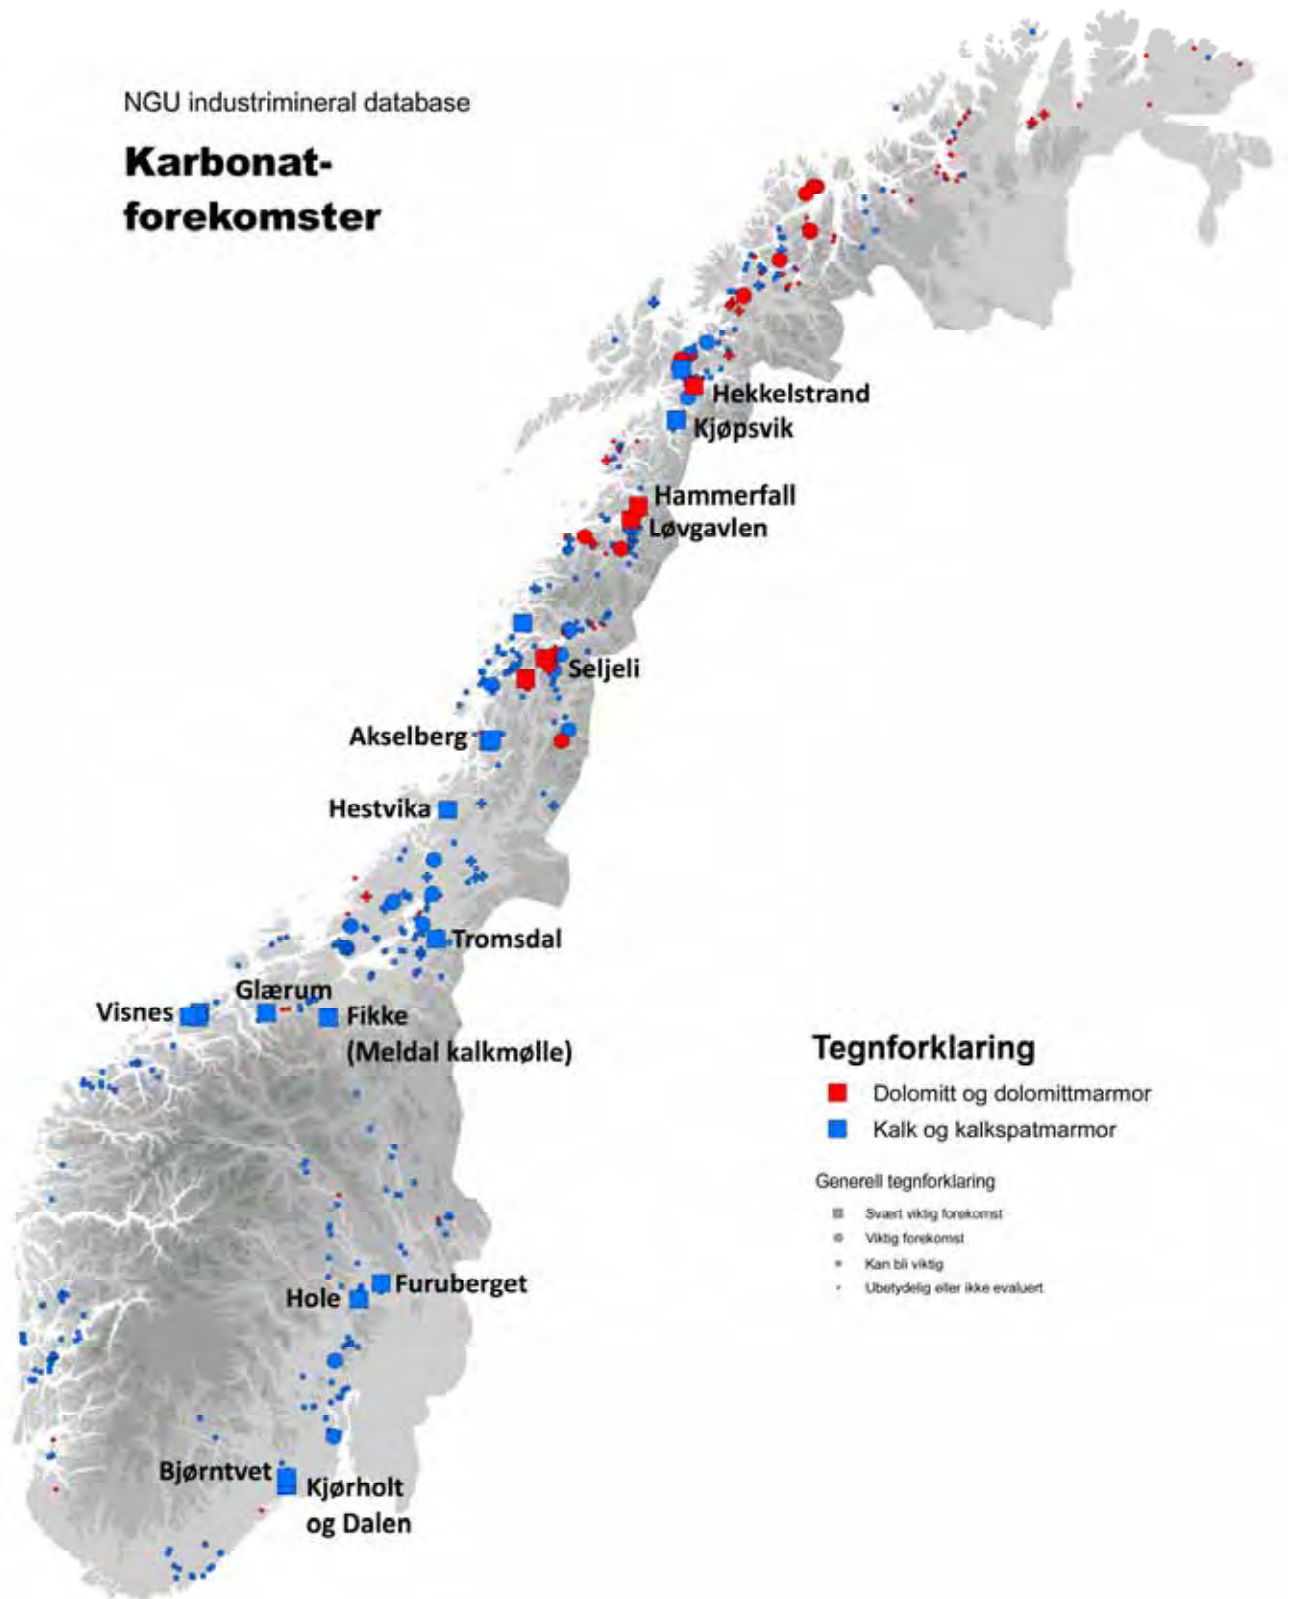 NGU industrimineral database
Karbonat-
forekomster
Hekkelstrand
Kjøpsvik
Hammerfall
Løvgavlen
Seljeli
Akselberg
Hestvika
Tromsdal
Glærum
Visnes
Fikke
(Meldal kalkmølle)
Tegnforklaring
Dolomitt og dolomittmarmor
Kalk og kalkspatmarmor
Generell tegnforklaring
Svært viktig forekomst
Viktig forekomst
Kan bli viktig
Ubetydelig eller ikke evaluert
Furuberget
Hole
Bjørntvet
Kjørholt
og Dalen